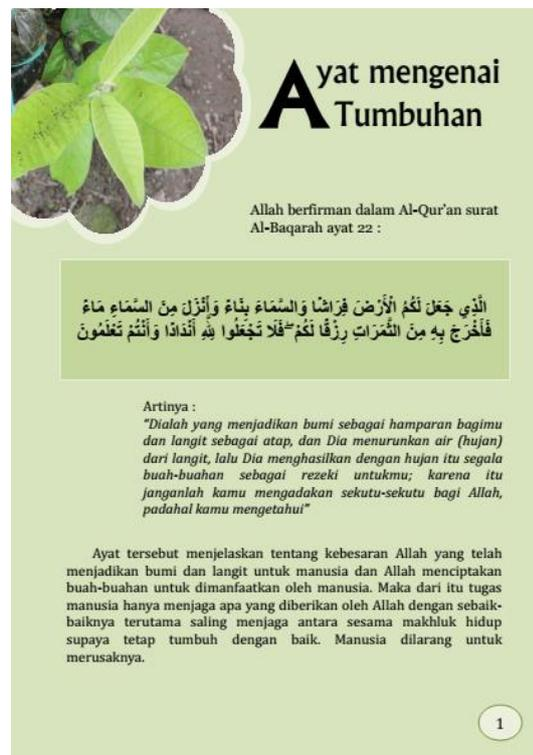 Ayat mengenai
Tumbuhan
Allah berfirman dalam Al-Qur'an surat
Al-Baqarah ayat 22 :
الَّذِي جَعَلَ لَكُمُ الْأَرْضَ فِرَاشًا وَالسَّمَاءَ بِنَاءً وَأَنْزَلَ مِنَ السَّمَاءِ مَاءً
فَأَخْرَجَ بِهِ مِنَ الثَّمَرَاتِ رِزْقًا لَكُمْ ۖ فَلَا تَجْعَلُوا لِلَّهِ أَنْدَادًا وَأَنْتُمْ تَعْلَمُونَ
Artinya :
“Dialah yang menjadikan bumi sebagai hamparan bagimu
dan langit sebagai atap, dan Dia menurunkan air (hujan)
dari langit, lalu Dia menghasilkan dengan hujan itu segala
buah-buahan sebagai rezeki untukmu; karena itu
janganlah kamu mengadakan sekutu-sekutu bagi Allah,
padahal kamu mengetahui”
Ayat tersebut menjelaskan tentang kebesaran Allah yang telah
menjadikan bumi dan langit untuk manusia dan Allah menciptakan
buah-buahan untuk dimanfaatkan oleh manusia. Maka dari itu tugas
manusia hanya menjaga apa yang diberikan oleh Allah dengan sebaik-
baiknya terutama saling menjaga antara sesama makhluk hidup
supaya tetap tumbuh dengan baik. Manusia dilarang untuk
merusaknya.
1